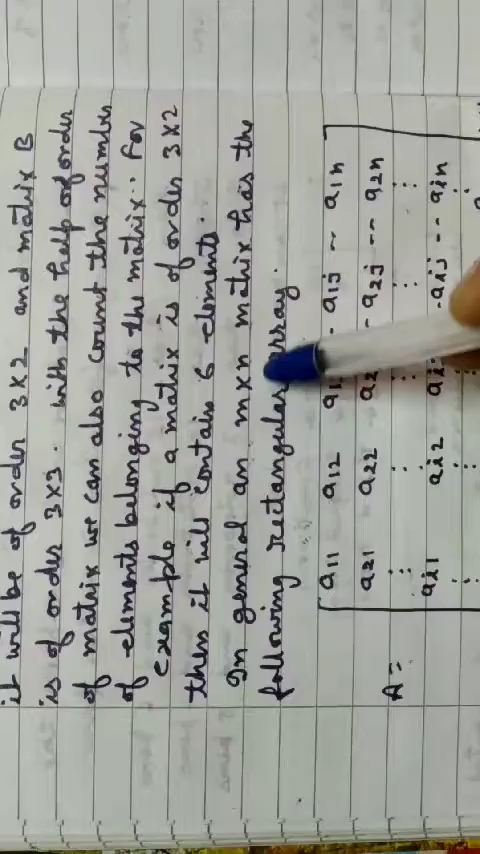 it will be of order 3×2 and matrix B
is of order 3×3. with the help of order
of matrix we can also count the number
of elements belonging to the matrix.. For
example if a matrix is of order 3×2
then it will contain 6 elements.
In general an m×n matrix has the
following rectangular array.
a11 a12 - a1j -- a1n
a21 a22 - a2j -- a2n
: : : :
A = ai1 ai2 - aij -- ain
: : :